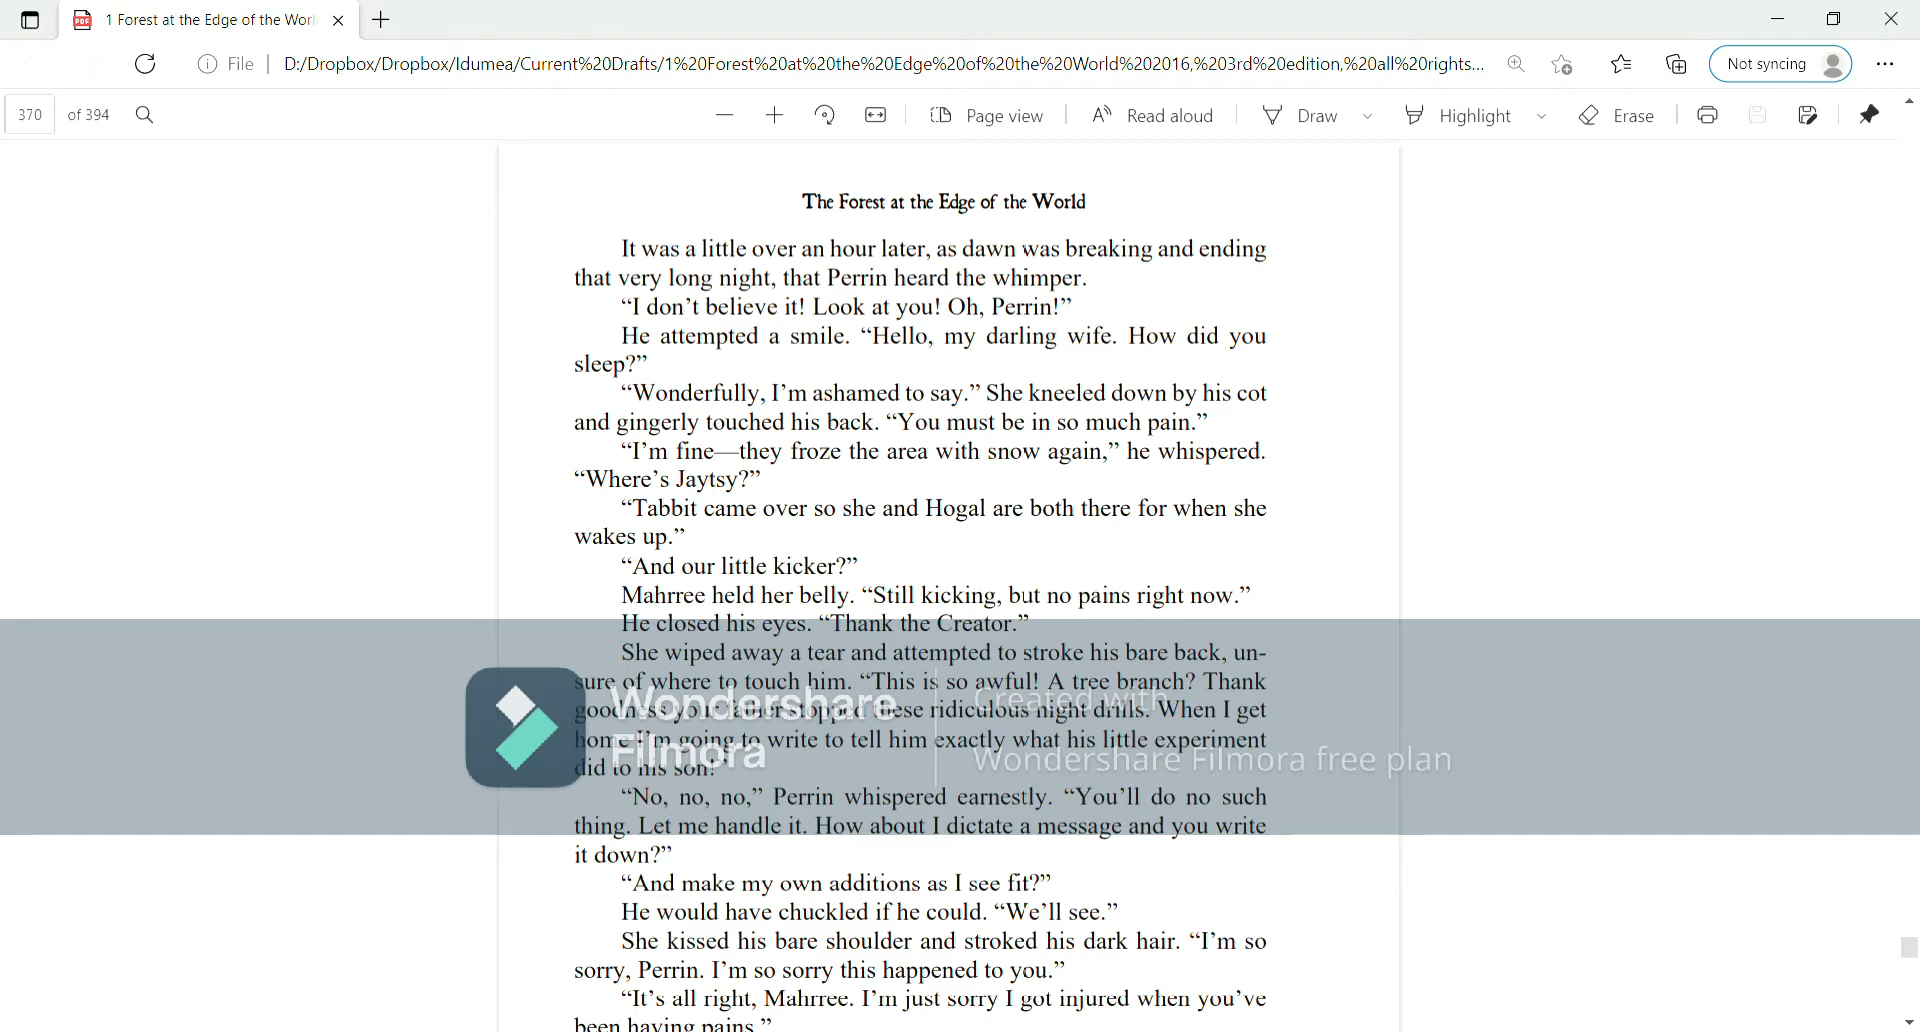 1 Forest at the Edge of the Worl
File
D:/Dropbox/Dropbox/Idumea/Current%20Drafts/1%20Forest%20at%20the%20Edge%20of%20the%20World%202016,%203rd%20edition,%20all%20rights...
Not syncing
370 of 394
Page view
Read aloud
Draw
Highlight
Erase
The Forest at the Edge of the World
It was a little over an hour later, as dawn was breaking and ending
that very long night, that Perrin heard the whimper.
“I don’t believe it! Look at you! Oh, Perrin!”
He attempted a smile. “Hello, my darling wife. How did you
sleep?”
“Wonderfully, I’m ashamed to say.” She kneeled down by his cot
and gingerly touched his back. “You must be in so much pain.”
“I’m fine—they froze the area with snow again,” he whispered.
“Where’s Jaytsy?”
“Tabbit came over so she and Hogal are both there for when she
wakes up.”
“And our little kicker?”
Mahrree held her belly. “Still kicking, but no pains right now.”
He closed his eyes. “Thank the Creator.”
She wiped away a tear and attempted to stroke his bare back, un-
sure of where to touch him. “This is so awful! A tree branch? Thank
goodness your father stopped these ridiculous night drills. When I get
home I’m going to write to tell him exactly what his little experiment
did to his son!”
Wondershare
Filmora
Created with
Wondershare Filmora free plan
“No, no, no,” Perrin whispered earnestly. “You’ll do no such
thing. Let me handle it. How about I dictate a message and you write
it down?”
“And make my own additions as I see fit?”
He would have chuckled if he could. “We’ll see.”
She kissed his bare shoulder and stroked his dark hair. “I’m so
sorry, Perrin. I’m so sorry this happened to you.”
“It’s all right, Mahrree. I’m just sorry I got injured when you’ve
been having pains.”